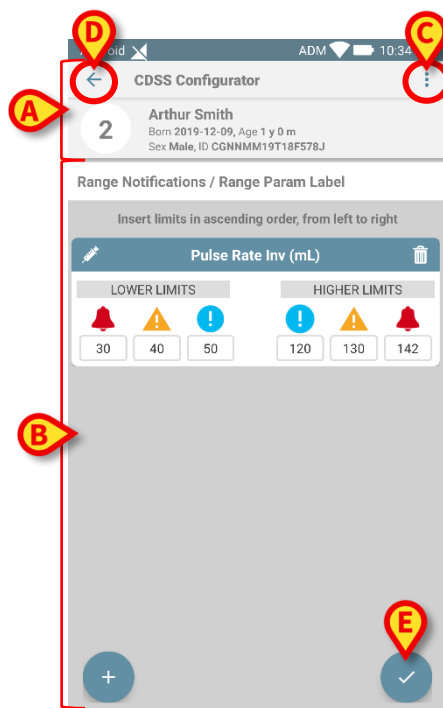 D
C
oid ADM 10:34
CDSS Configurator
A
2
Arthur Smith
Born 2019-12-09, Age 1 y 0 m
Sex Male, ID CGNNMM19T18F578J
Range Notifications / Range Param Label
Insert limits in ascending order, from left to right
Pulse Rate Inv (mL)
LOWER LIMITS HIGHER LIMITS
30 40 50 120 130 142
B
E
+